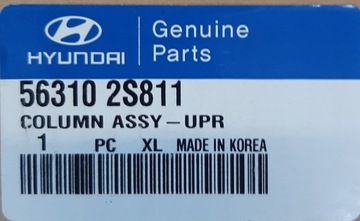 HYUNDAI
Genuine
Parts
56310 2S811
COLUMN ASSY-UPR
1 PC XL MADE IN KOREA